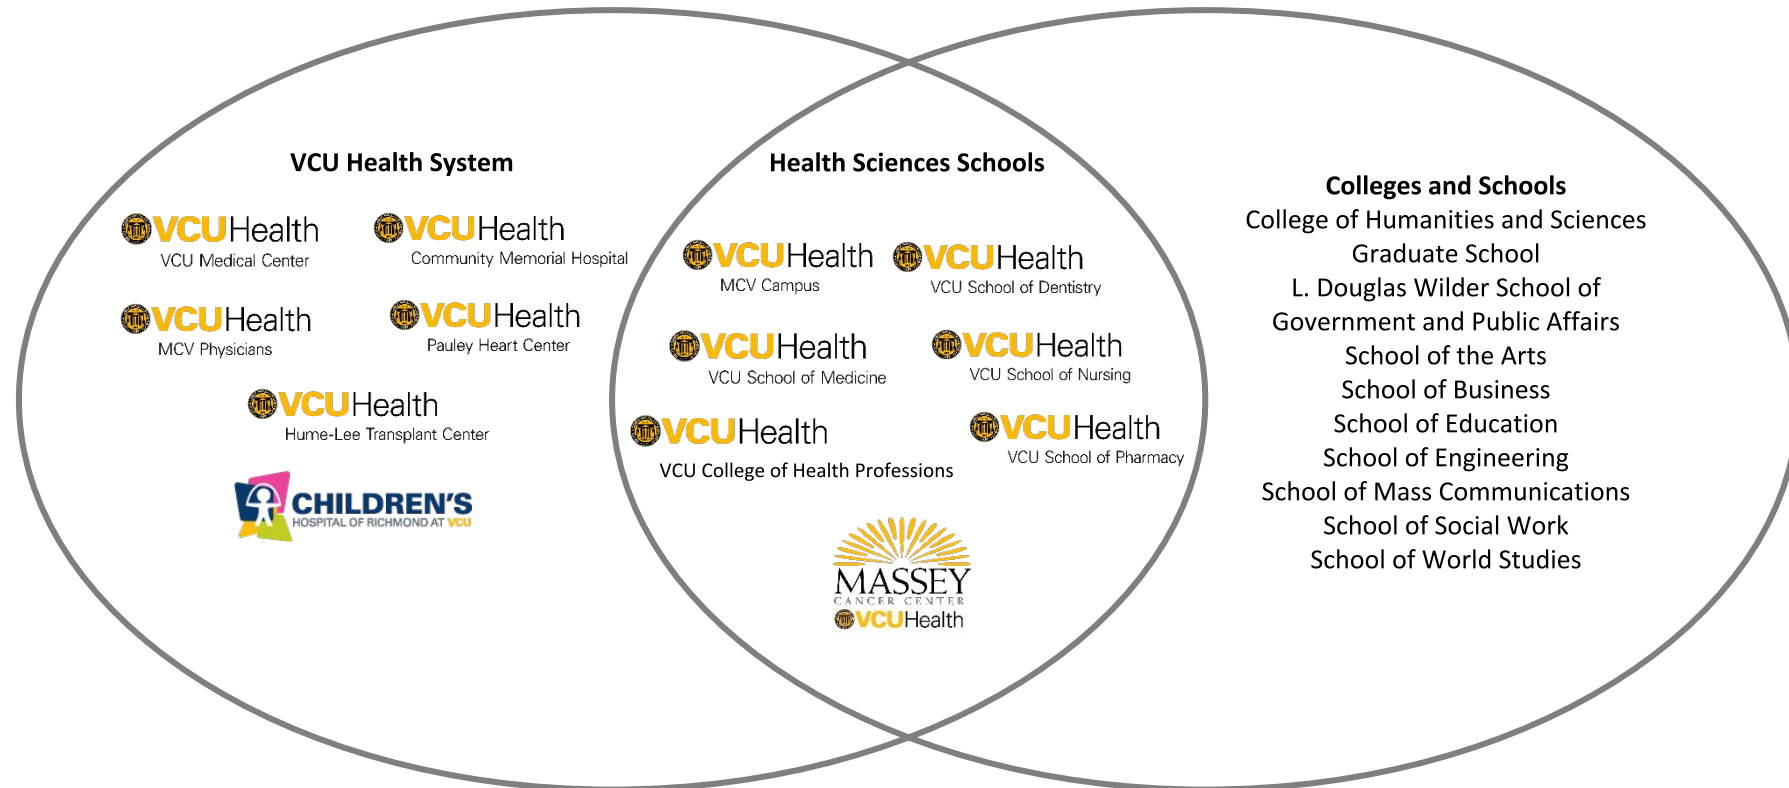 VCU Health System
VCUHealth
VCU Medical Center
VCUHealth
Community Memorial Hospital
VCUHealth
MCV Physicians
VCUHealth
Pauley Heart Center
VCUHealth
Hume-Lee Transplant Center
CHILDREN'S
HOSPITAL OF RICHMOND AT VCU
Health Sciences Schools
VCUHealth
MCV Campus
VCUHealth
VCU School of Dentistry
VCUHealth
VCU School of Medicine
VCUHealth
VCU School of Nursing
VCUHealth
VCU College of Health Professions
VCUHealth
VCU School of Pharmacy
MASSEY
CANCER CENTER
VCUHealth
Colleges and Schools
College of Humanities and Sciences
Graduate School
L. Douglas Wilder School of
Government and Public Affairs
School of the Arts
School of Business
School of Education
School of Engineering
School of Mass Communications
School of Social Work
School of World Studies